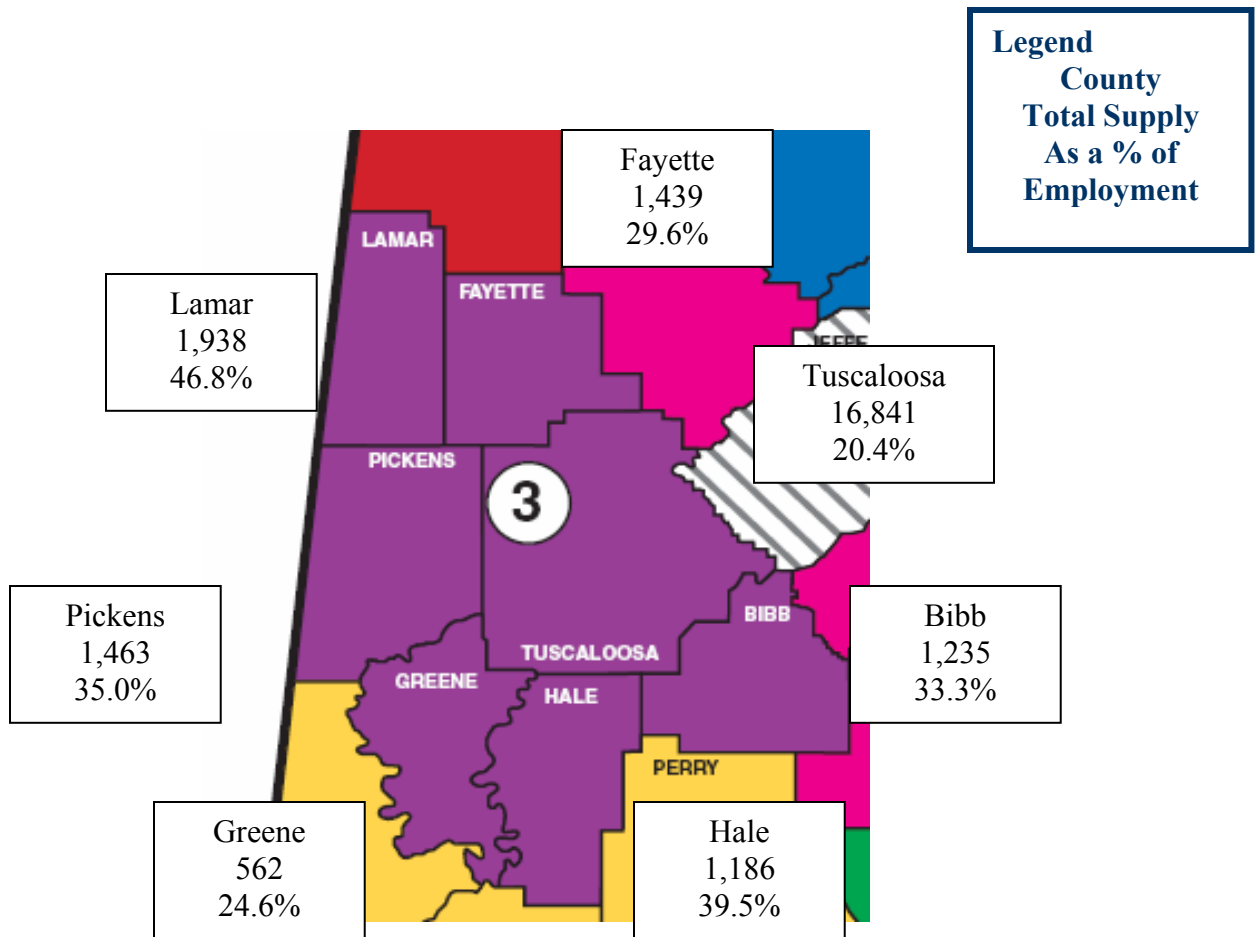 Legend
County
Total Supply
As a % of
Employment
Fayette
1,439
29.6%
LAMAR
FAYETTE
Lamar
1,938
46.8%
JEFFE
Tuscaloosa
16,841
20.4%
PICKENS
3
Pickens
1,463
35.0%
BIBB
Bibb
1,235
33.3%
TUSCALOOSA
GREENE
HALE
PERRY
Greene
562
24.6%
Hale
1,186
39.5%